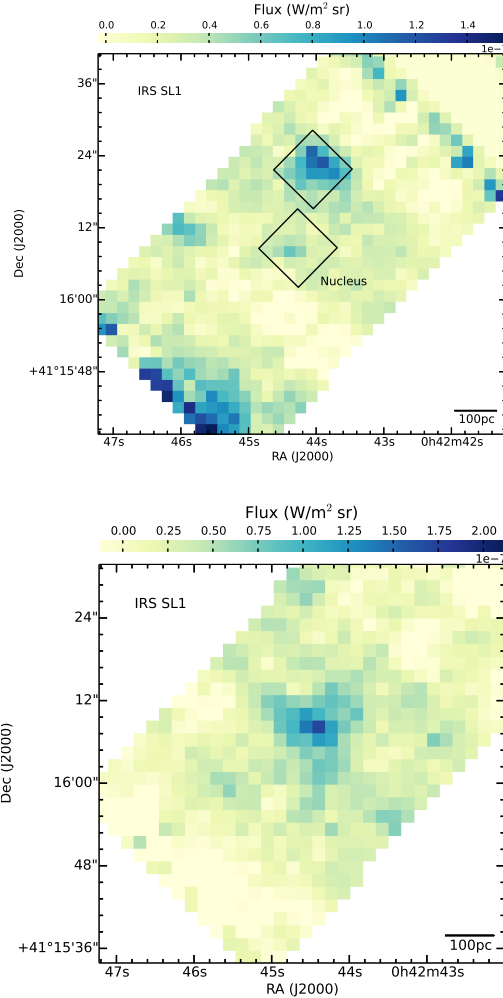 Flux (W/m² sr)
0.0 0.2 0.4 0.6 0.8 1.0 1.2 1.4
1e−
IRS SL1
36"
24"
12"
16'00"
+41°15'48"
Dec (J2000)
Nucleus
100pc
47s 46s 45s 44s 43s 0h42m42s
RA (J2000)
Flux (W/m² sr)
0.00 0.25 0.50 0.75 1.00 1.25 1.50 1.75 2.00
1e−
IRS SL1
24"
12"
16'00"
48"
+41°15'36"
Dec (J2000)
100pc
47s 46s 45s 44s 0h42m43s
RA (J2000)